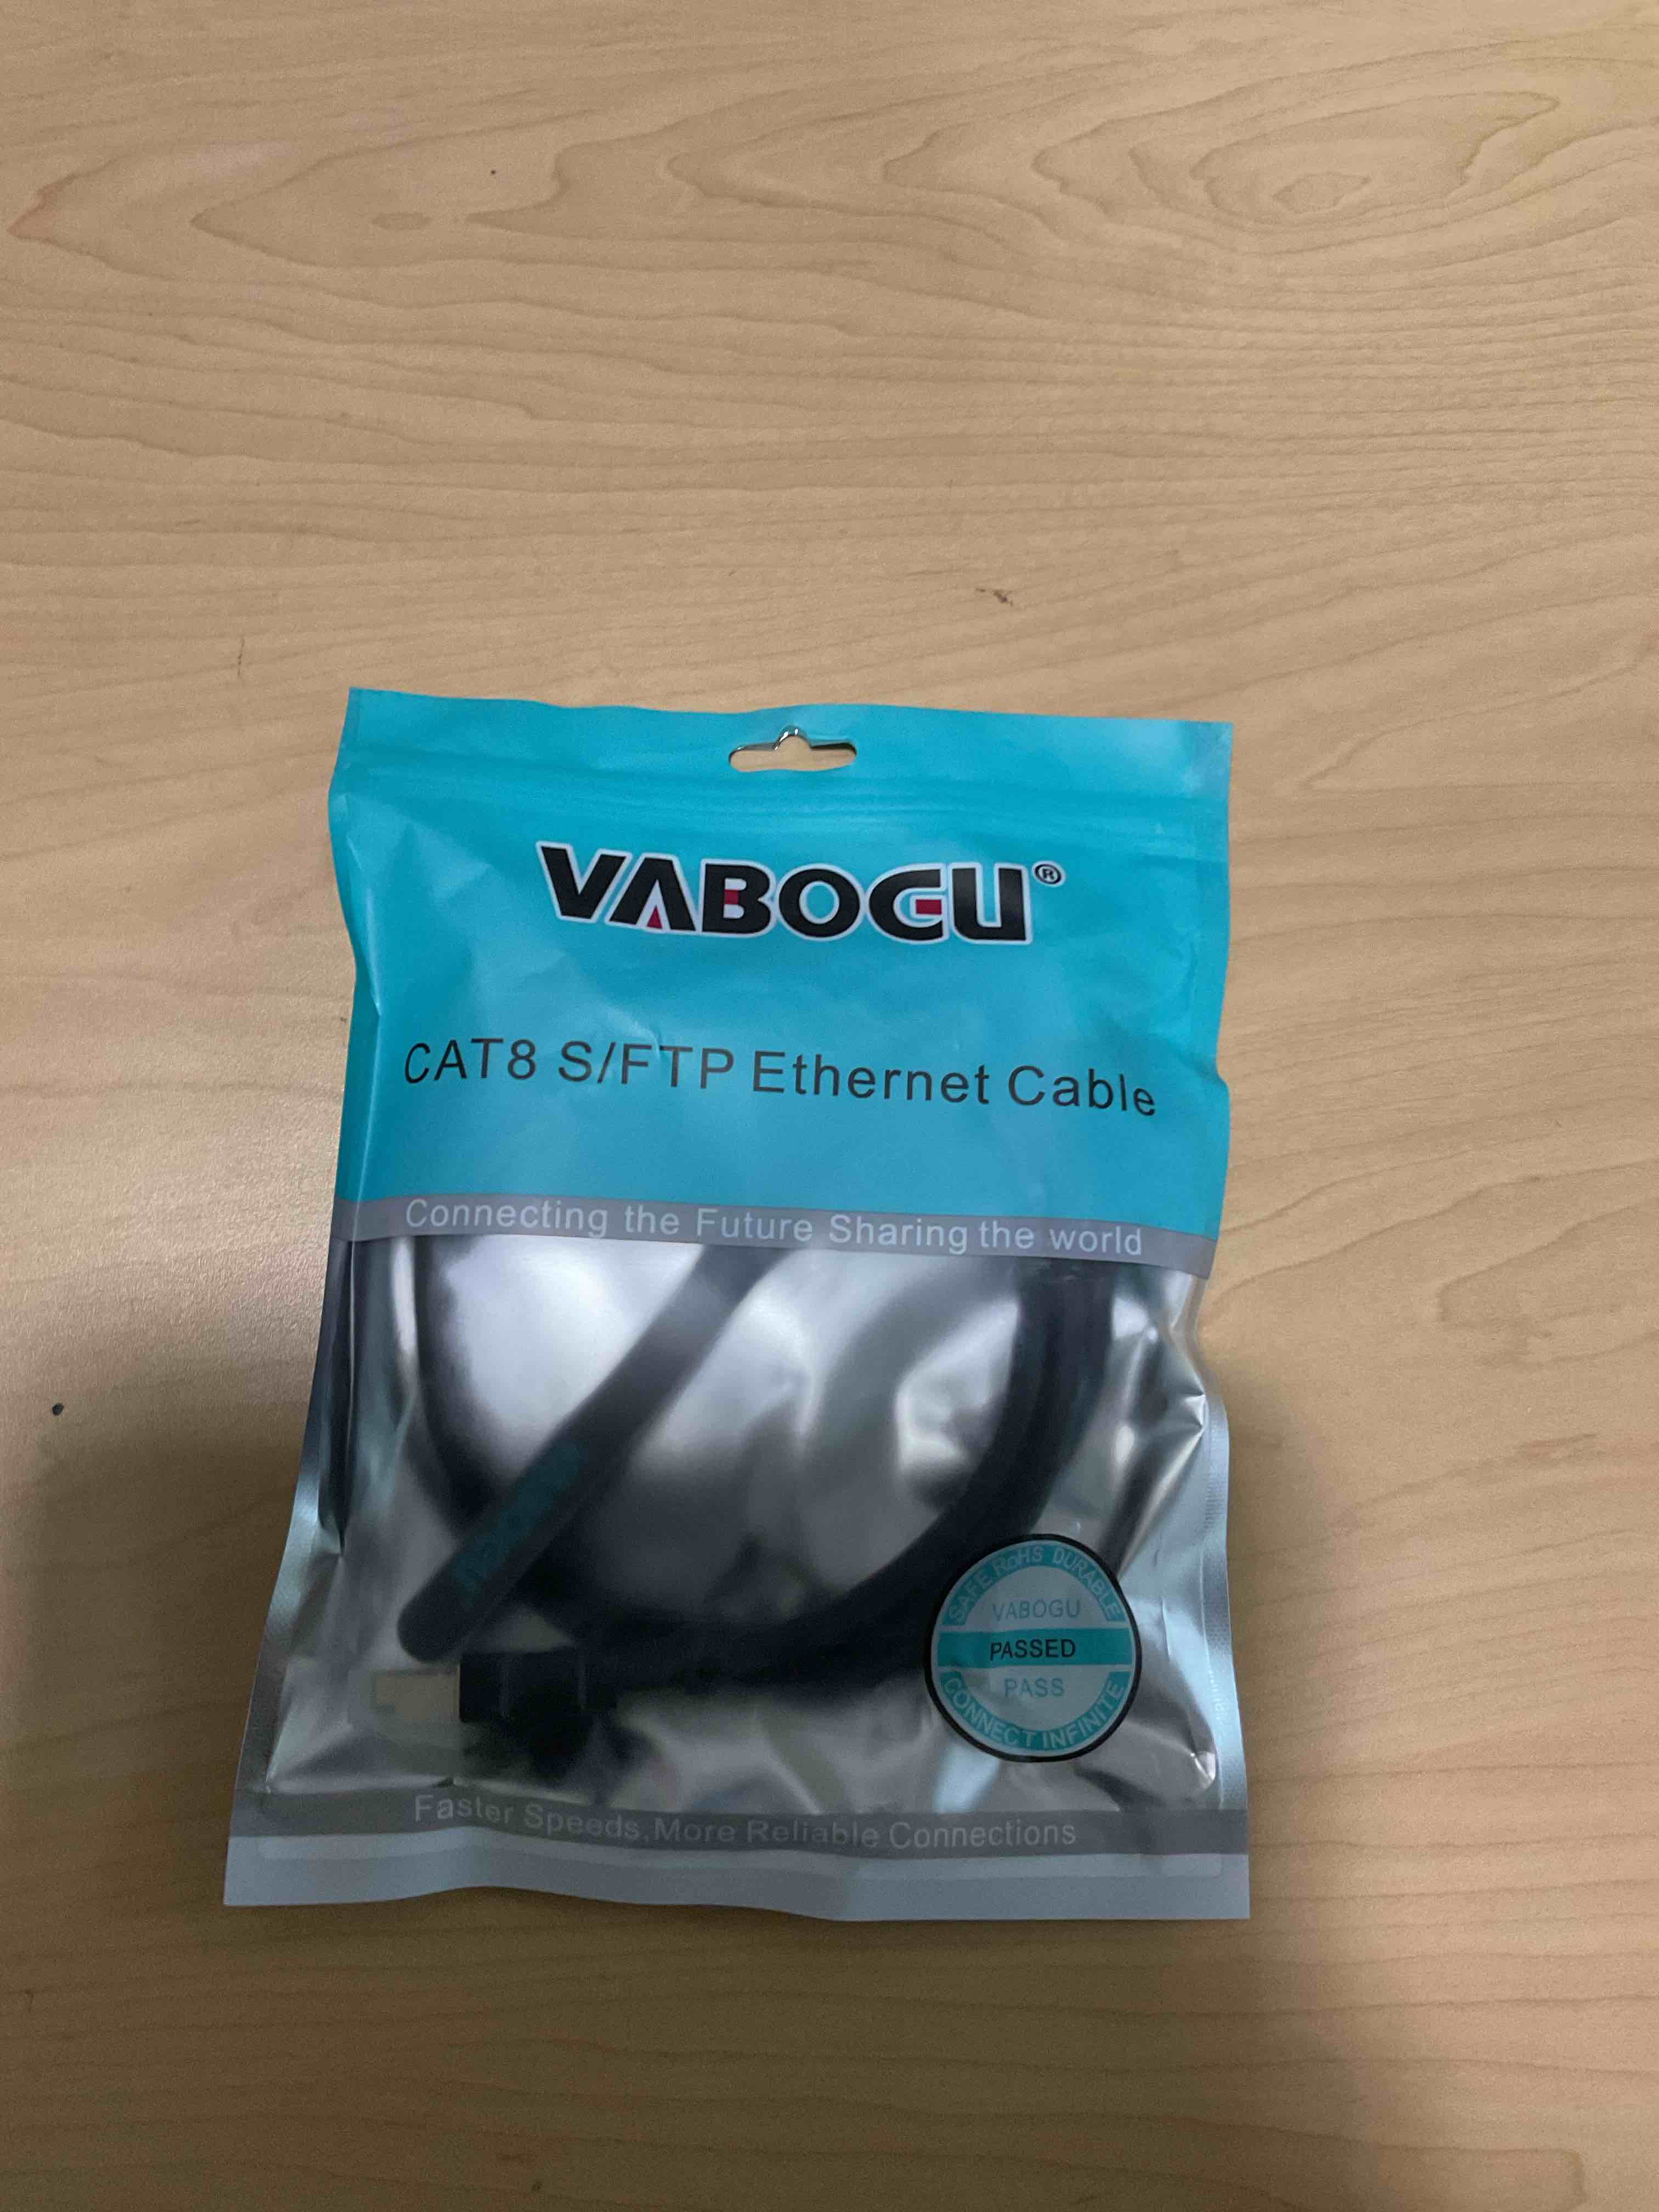 VABOGU®
CAT8 S/FTP Ethernet Cable
Connecting the Future Sharing the world
SAFE RoHS DURABLE
VABOGU
PASSED
PASS
CONNECT INFINITE
Faster Speeds,More Reliable Connections